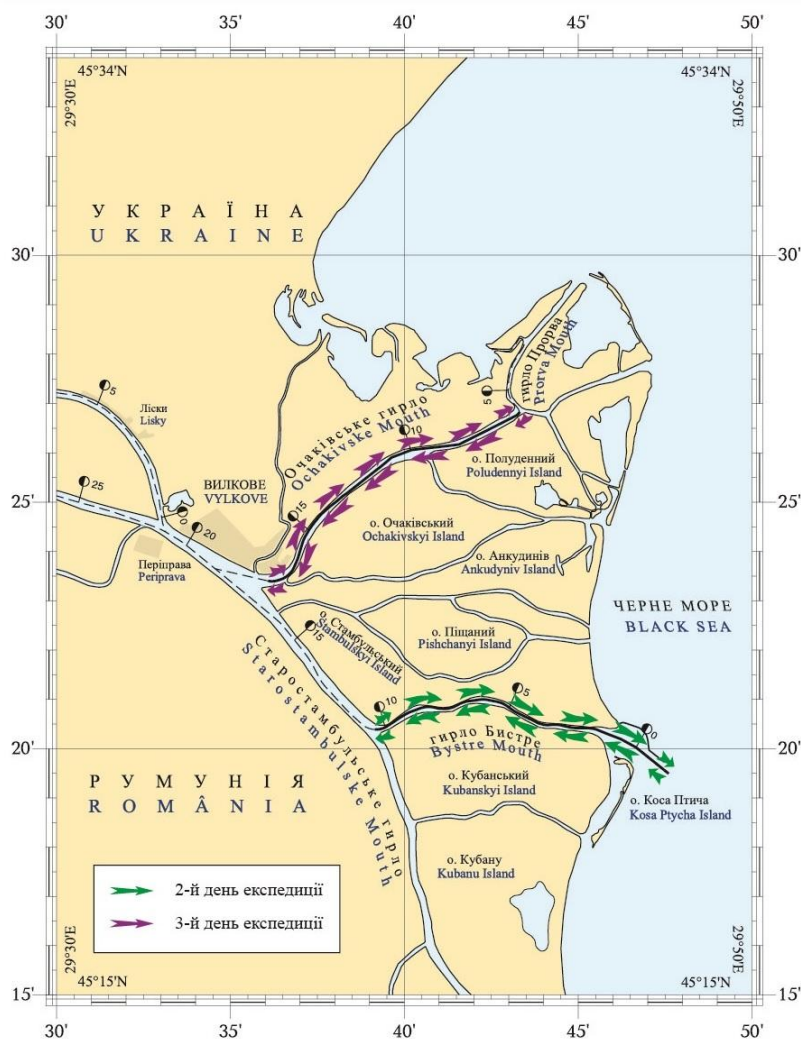 30' 35' 40' 45' 50'
45°34'N
45°34'N
29°30'E
29°50'E
УКРАЇНА
UKRAINE
30'
30'
гирло Прорва
Prorva Mouth
5
5
Ліски
Lisky
Очаківське гирло
Ochakivske Mouth
10
о. Полуденний
Poludennyi Island
25
ВИЛКОВЕ
VYLKOVE
15
25'
25'
0
20
о. Очаківський
Ochakivskyi Island
Періправа
Periprava
о. Анкудинів
Ankudyniv Island
ЧЕРНЕ МОРЕ
BLACK SEA
о. Стамбульський
Stambulskyi Island
15
о. Піщаний
Pishchanyi Island
Старостамбульське гирло
Starostambulske Mouth
10
5
0
гирло Бистре
Bystre Mouth
20'
20'
РУМУНІЯ
ROMÂNIA
о. Кубанський
Kubanskyi Island
о. Коса Птича
Kosa Ptycha Island
о. Кубану
Kubanu Island
2-й день експедиції
3-й день експедиції
29°30'E
29°50'E
45°15'N
45°15'N
15'
15'
30' 35' 40' 45' 50'